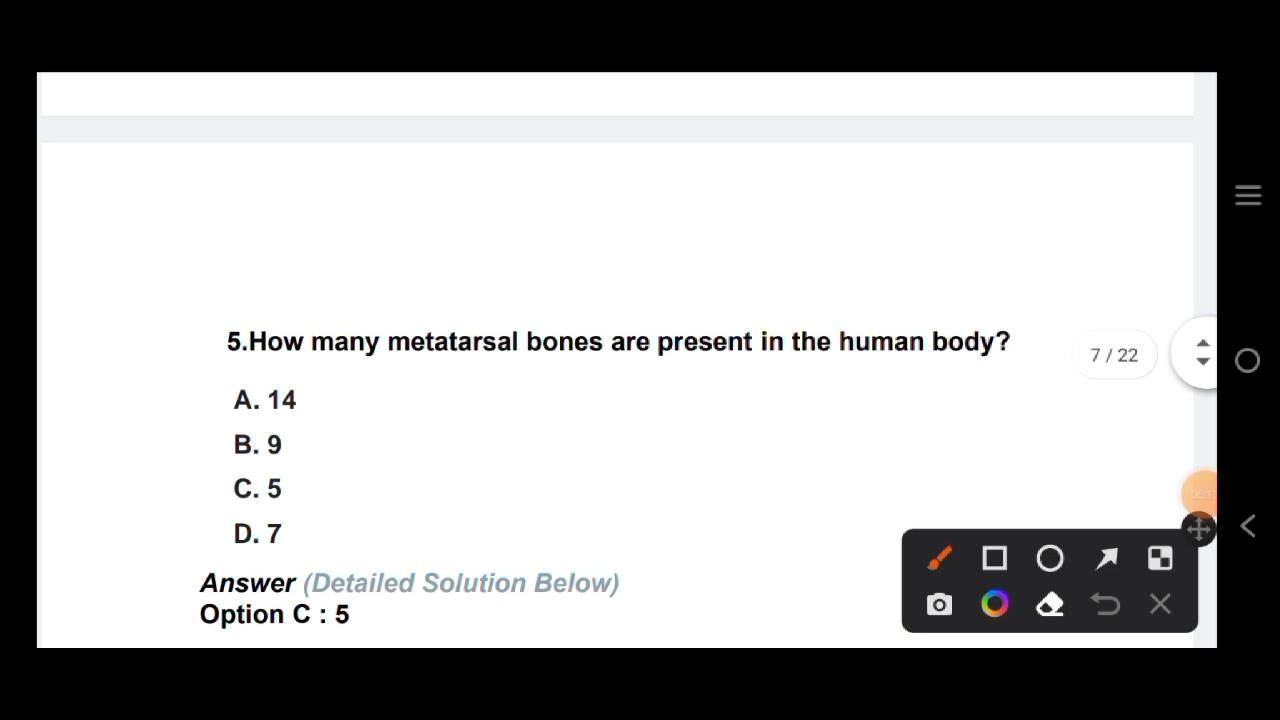 5.How many metatarsal bones are present in the human body?
7 / 22
A. 14
B. 9
C. 5
D. 7
Answer (Detailed Solution Below)
Option C : 5